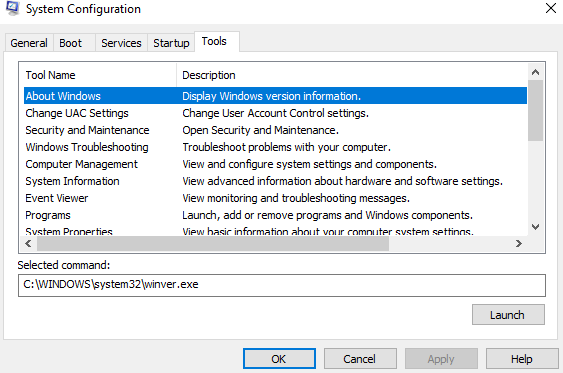 System Configuration
General Boot Services Startup Tools
Tool Name Description
About Windows Display Windows version information.
Change UAC Settings Change User Account Control settings.
Security and Maintenance Open Security and Maintenance.
Windows Troubleshooting Troubleshoot problems with your computer.
Computer Management View and configure system settings and components.
System Information View advanced information about hardware and software settings.
Event Viewer View monitoring and troubleshooting messages.
Programs Launch, add or remove programs and Windows components.
System Properties View basic information about your computer system settings.
Selected command:
C:\WINDOWS\system32\winver.exe
Launch
OK Cancel Apply Help